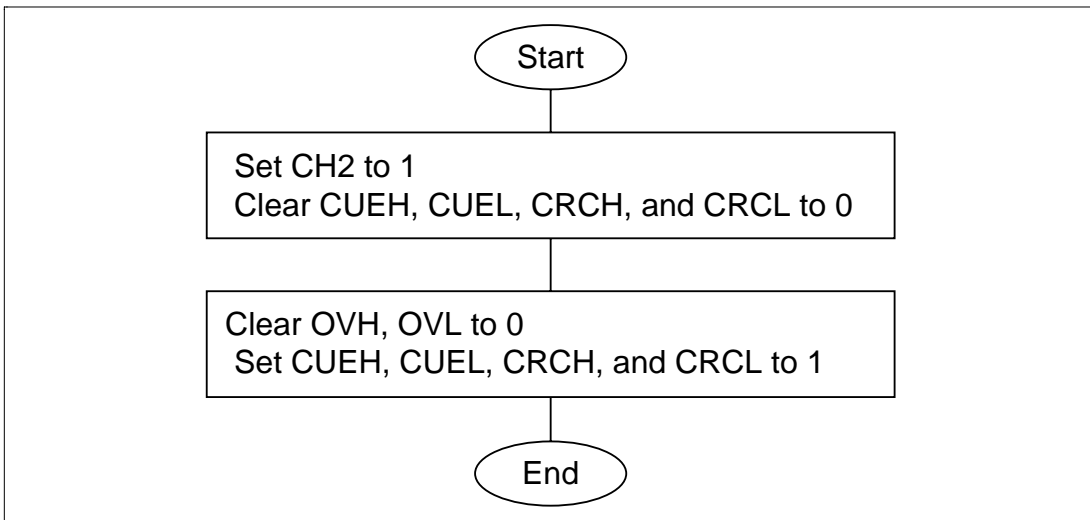 Start
Set CH2 to 1
Clear CUEH, CUEL, CRCH, and CRCL to 0
Clear OVH, OVL to 0
Set CUEH, CUEL, CRCH, and CRCL to 1
End